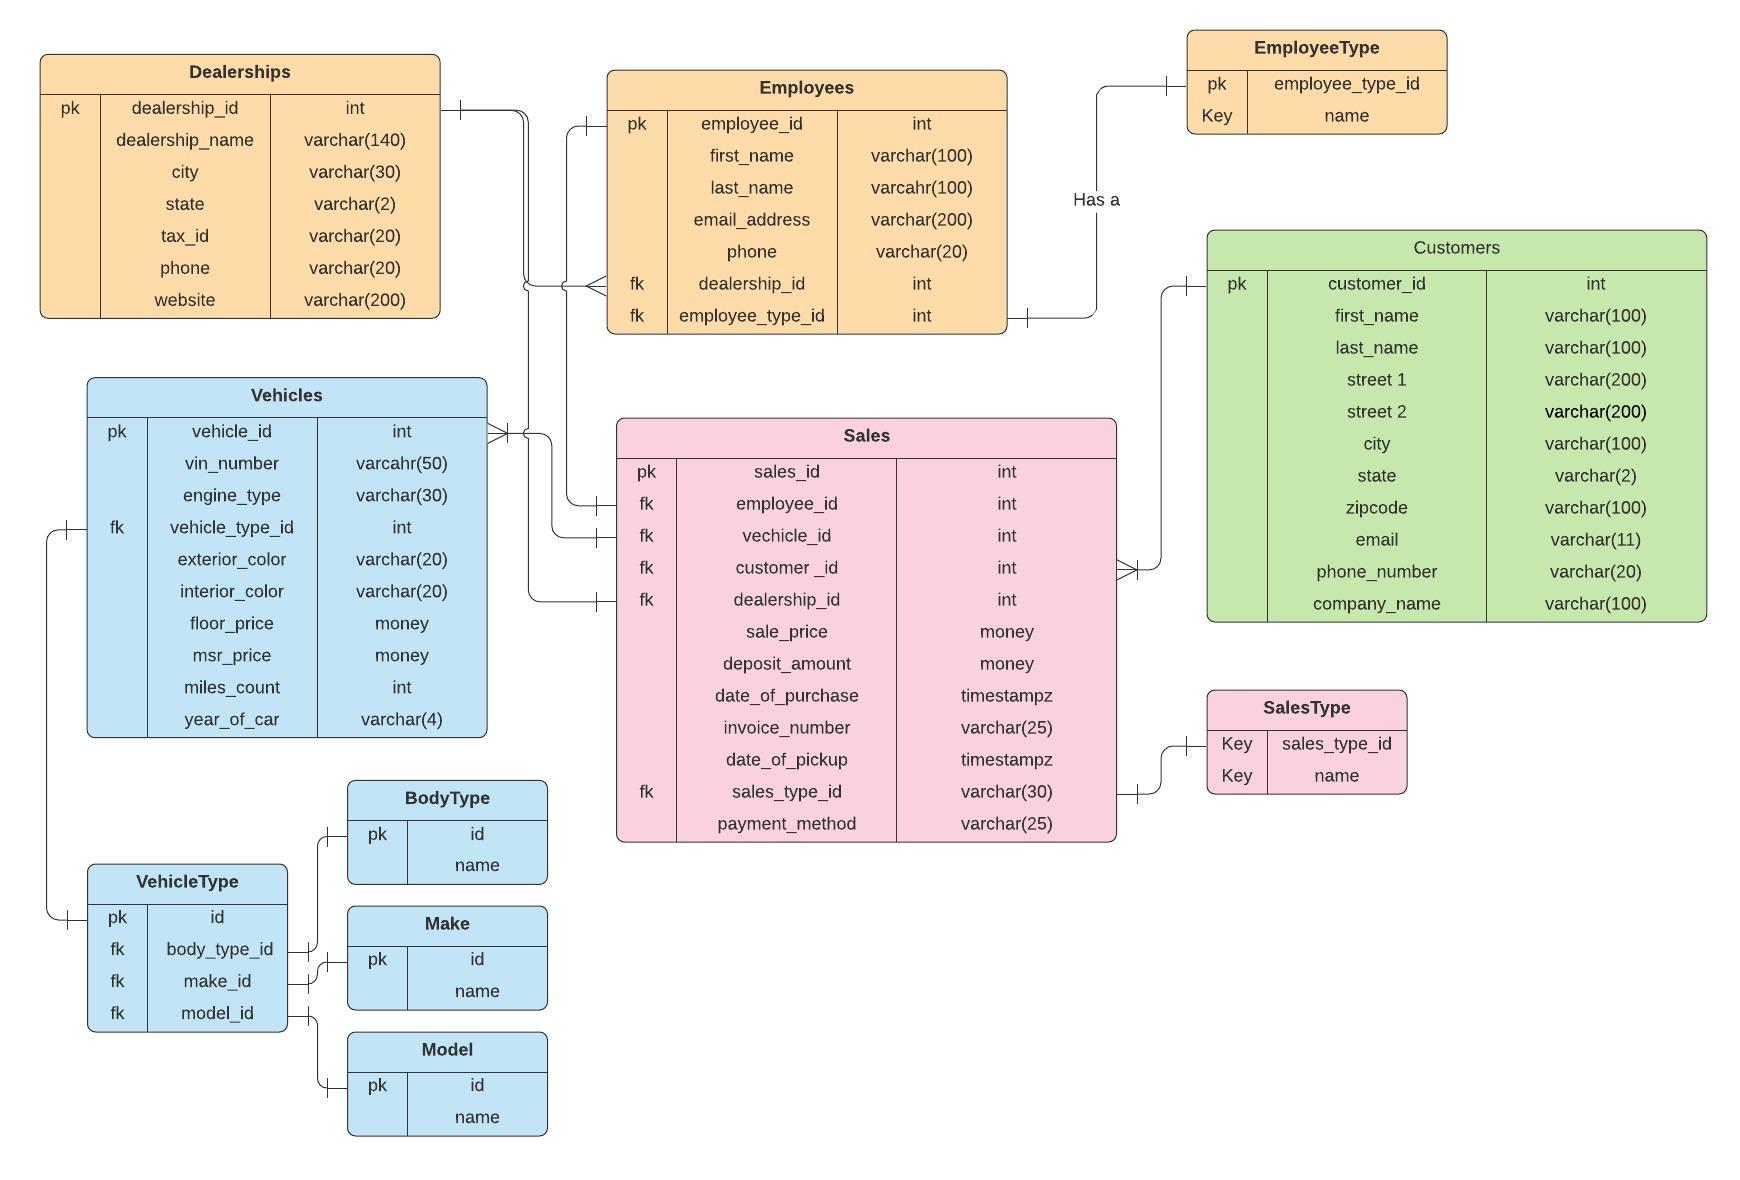 Dealerships
pk dealership_id int
dealership_name varchar(140)
city varchar(30)
state varchar(2)
tax_id varchar(20)
phone varchar(20)
website varchar(200)
Employees
pk employee_id int
first_name varchar(100)
last_name varcahr(100)
email_address varchar(200)
phone varchar(20)
fk dealership_id int
fk employee_type_id int
EmployeeType
pk employee_type_id
Key name
Has a
Customers
pk customer_id int
first_name varchar(100)
last_name varchar(100)
street 1 varchar(200)
street 2 varchar(200)
city varchar(100)
state varchar(2)
zipcode varchar(100)
email varchar(11)
phone_number varchar(20)
company_name varchar(100)
Vehicles
pk vehicle_id int
vin_number varcahr(50)
engine_type varchar(30)
fk vehicle_type_id int
exterior_color varchar(20)
interior_color varchar(20)
floor_price money
msr_price money
miles_count int
year_of_car varchar(4)
Sales
pk sales_id int
fk employee_id int
fk vechicle_id int
fk customer _id int
fk dealership_id int
sale_price money
deposit_amount money
date_of_purchase timestampz
invoice_number varchar(25)
date_of_pickup timestampz
fk sales_type_id varchar(30)
payment_method varchar(25)
SalesType
Key sales_type_id
Key name
BodyType
pk id
name
VehicleType
pk id
fk body_type_id
fk make_id
fk model_id
Make
pk id
name
Model
pk id
name